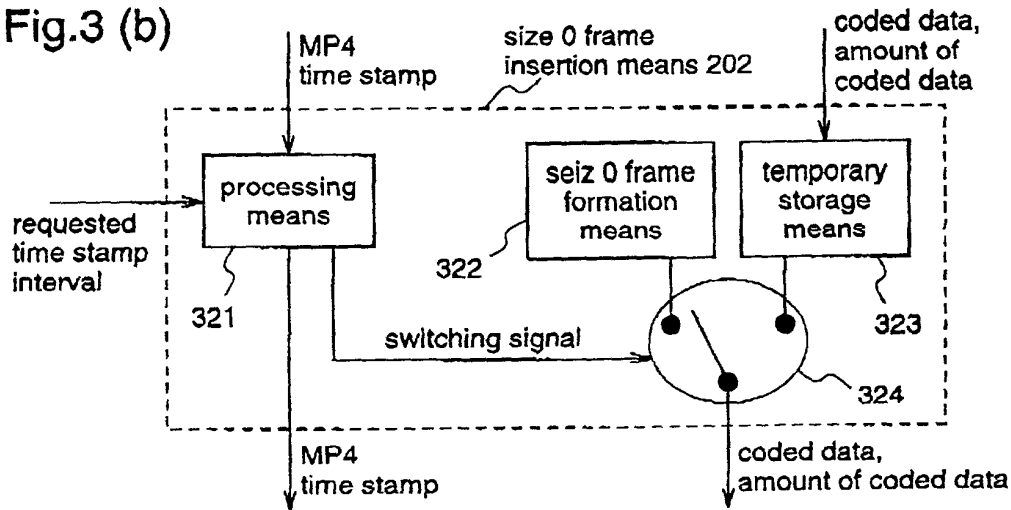 Fig.3 (b)
MP4
time stamp
size 0 frame
insertion means 202
coded data,
amount of
coded data
processing
means
seiz 0 frame
formation
means
temporary
storage
means
requested
time stamp
interval
321
322
323
switching signal
324
MP4
time stamp
coded data,
amount of coded data